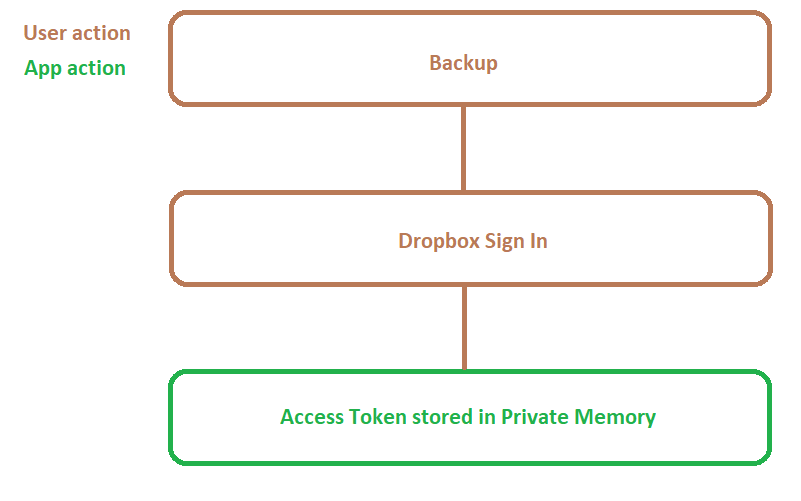 User action
App action
Backup
Dropbox Sign In
Access Token stored in Private Memory